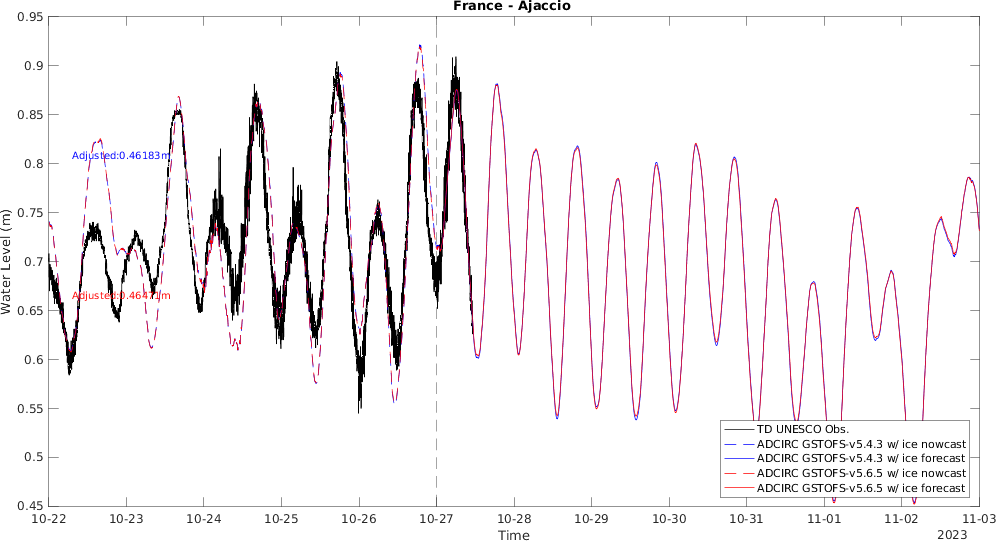 France - Ajaccio
0.95
0.9
0.85
0.8
0.75
0.7
0.65
0.6
0.55
0.5
0.45
Water Level (m)
Adjusted:0.46183m
Adjusted:0.46471m
TD UNESCO Obs.
ADCIRC GSTOFS-v5.4.3 w/ ice nowcast
ADCIRC GSTOFS-v5.4.3 w/ ice forecast
ADCIRC GSTOFS-v5.6.5 w/ ice nowcast
ADCIRC GSTOFS-v5.6.5 w/ ice forecast
10-22 10-23 10-24 10-25 10-26 10-27 10-28 10-29 10-30 10-31 11-01 11-02 11-03
Time
2023